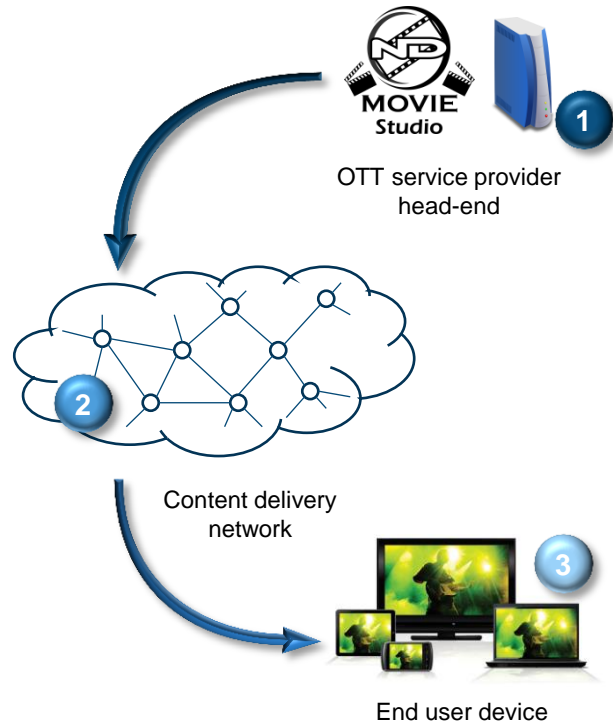 ND
MOVIE
Studio
1
OTT service provider
head-end
2
Content delivery
network
3
End user device